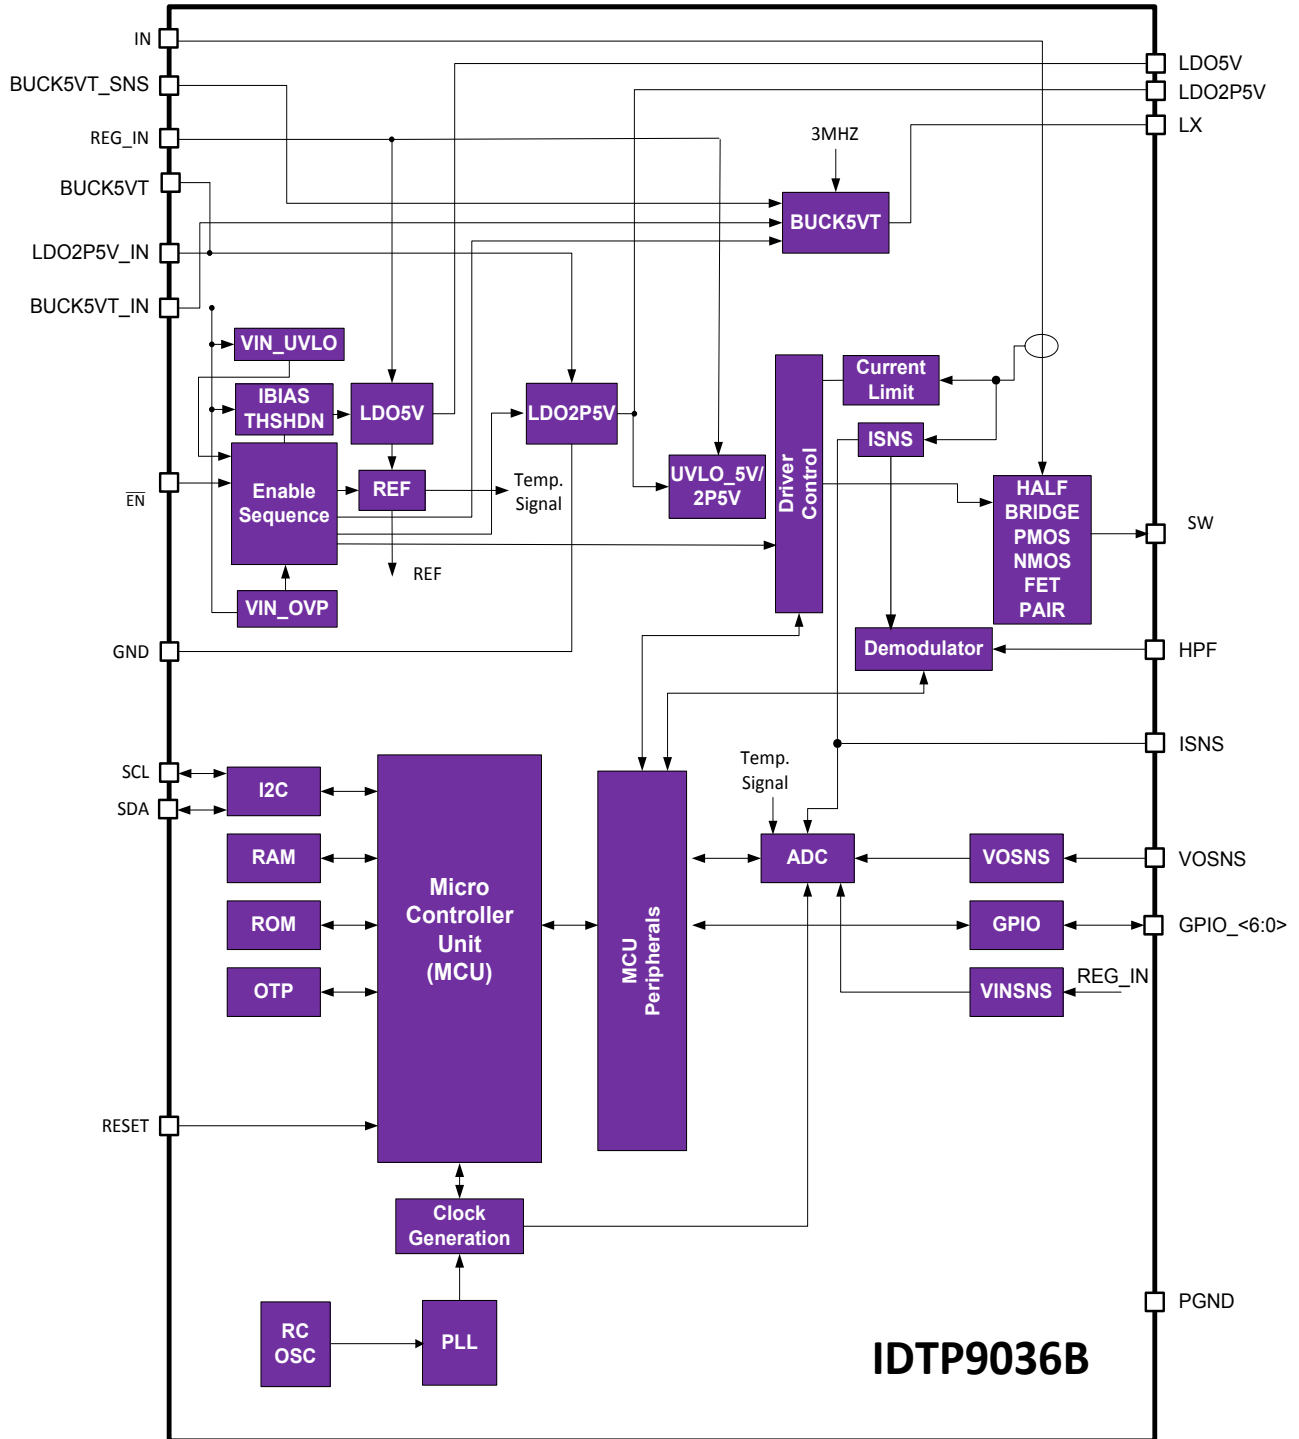 IN
BUCK5VT_SNS
REG_IN
BUCK5VT
LDO2P5V_IN
BUCK5VT_IN
EN
GND
SCL
SDA
RESET
LDO5V
LDO2P5V
LX
SW
HPF
ISNS
VOSNS
GPIO_<6:0>
PGND
3MHZ
BUCK5VT
VIN_UVLO
IBIAS
THSHDN
LDO5V
LDO2P5V
Enable
Sequence
REF
Temp.
Signal
REF
VIN_OVP
UVLO_5V/
2P5V
Driver
Control
Current
Limit
ISNS
HALF
BRIDGE
PMOS
NMOS
FET
PAIR
Demodulator
I2C
RAM
ROM
OTP
Micro
Controller
Unit
(MCU)
MCU
Peripherals
Temp.
Signal
ADC
VOSNS
GPIO
VINSNS
REG_IN
Clock
Generation
RC
OSC
PLL
IDTP9036B